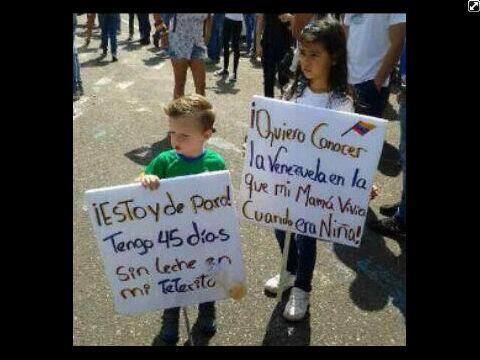 ¡Estoy de Paro!
Tengo 45 días
sin Leche en
mi TeTerito
¡Quiero Conocer
la Venezuela en la
que mi Mamá Vivia
Cuando era Niña!